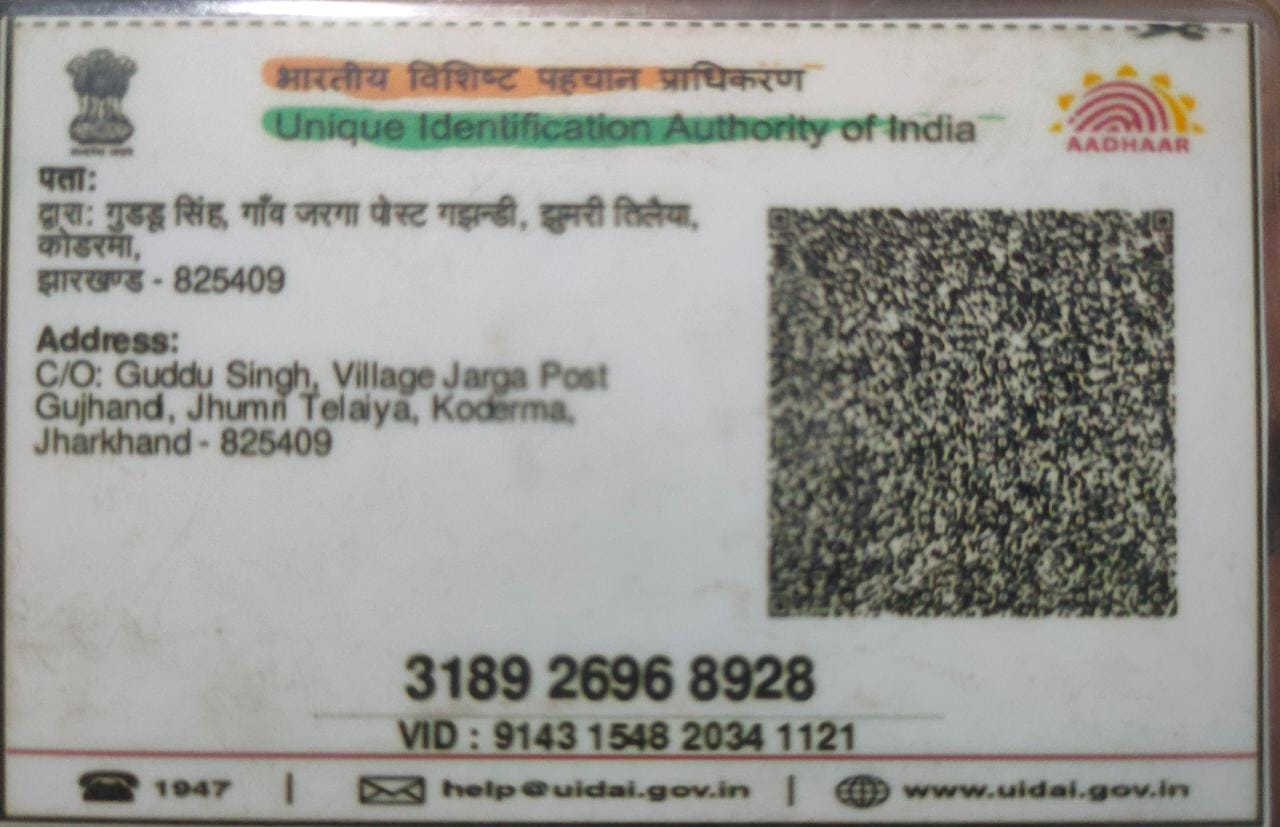 भारतीय विशिष्ट पहचान प्राधिकरण
Unique Identification Authority of India
AADHAAR
पता:
द्वारा: गुडडू सिंह, गाँव जरगा पोस्ट गझन्डी, झुमरी तिलैया,
कोडरमा,
झारखण्ड - 825409
Address:
C/O: Guddu Singh, Village Jarga Post
Gujhand, Jhumri Telaiya, Koderma,
Jharkhand - 825409
3189 2696 8928
VID : 9143 1548 2034 1121
1947 | help@uidai.gov.in | www.uidai.gov.in